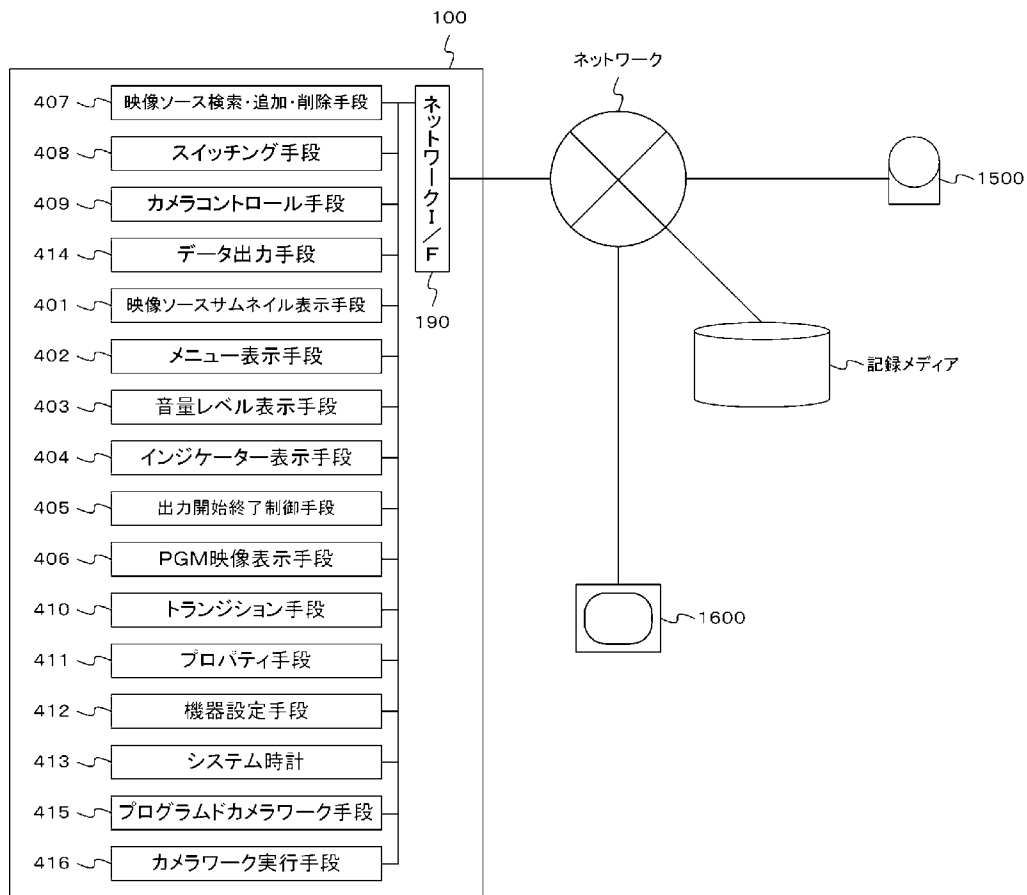 100
407 映像ソース検索・追加・削除手段
408 スイッチング手段
409 カメラコントロール手段
414 データ出力手段
401 映像ソースサムネイル表示手段
402 メニュー表示手段
403 音量レベル表示手段
404 インジケーター表示手段
405 出力開始終了制御手段
406 PGM映像表示手段
410 トランジション手段
411 プロパティ手段
412 機器設定手段
413 システム時計
415 プログラムドカメラワーク手段
416 カメラワーク実行手段
ネットワークI/F
190
ネットワーク
1500
記録メディア
1600